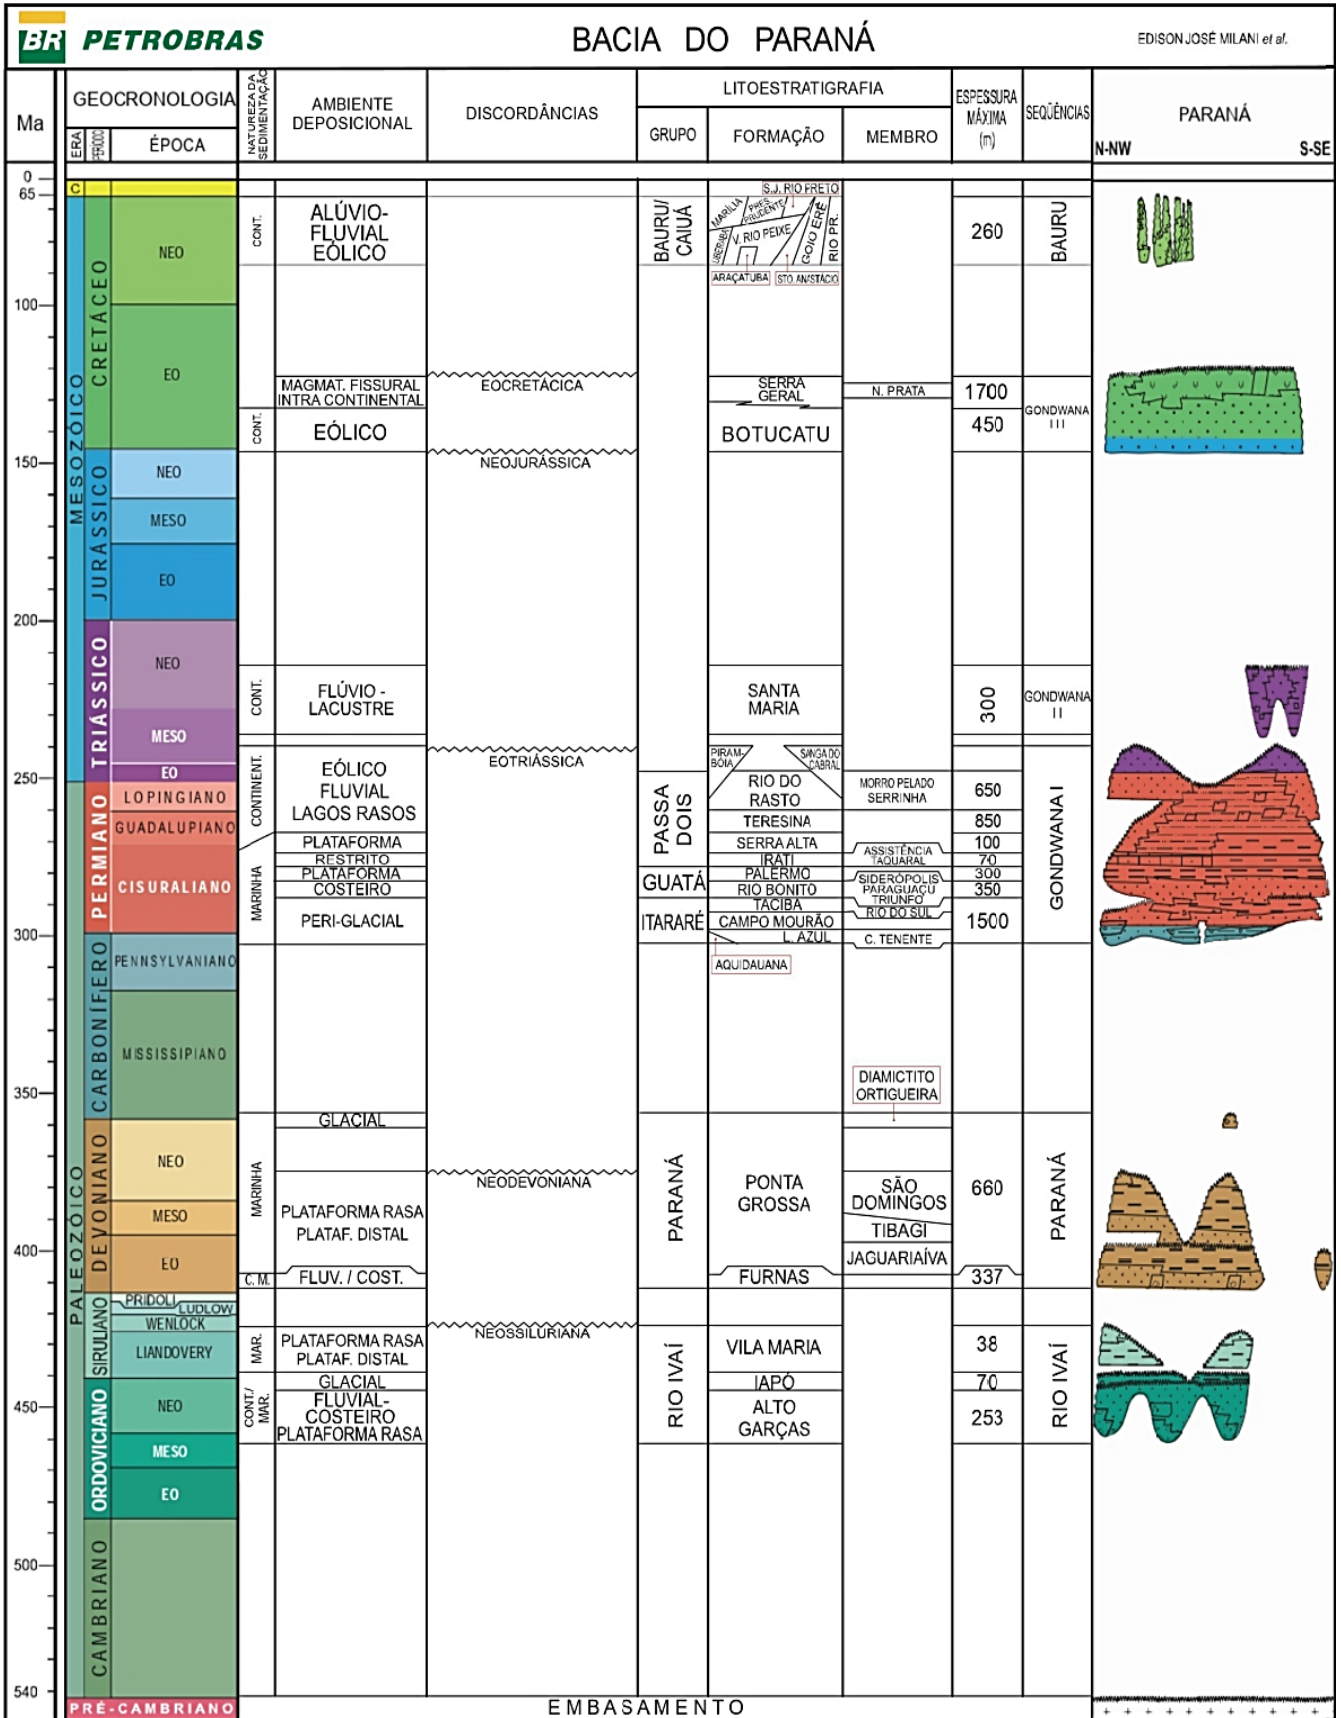 BR PETROBRAS
BACIA DO PARANÁ
EDISON JOSÉ MILANI et al.
Ma
GEOCRONOLOGIA
ERA
PERÍODO
ÉPOCA
NATUREZA DA
SEDIMENTAÇÃO
AMBIENTE
DEPOSICIONAL
DISCORDÂNCIAS
LITOESTRATIGRAFIA
GRUPO
FORMAÇÃO
MEMBRO
ESPESSURA
MÁXIMA
(m)
SEQÜÊNCIAS
PARANÁ
N-NW
S-SE
0
65
100
150
200
250
300
350
400
450
500
540
C
MESOZÓICO
PALEOZÓICO
CRETÁCEO
NEO
EO
JURÁSSICO
NEO
MESO
EO
TRIÁSSICO
NEO
MESO
EO
PERMIANO
LOPINGIANO
GUADALUPIANO
CISURALIANO
CARBONÍFERO
PENNSYLVANIANO
MISSISSIPIANO
DEVONIANO
NEO
MESO
EO
SIRULIANO
PRIDOLI
LUDLOW
WENLOCK
LIANDOVERY
ORDOVICIANO
NEO
MESO
EO
CAMBRIANO
PRÉ-CAMBRIANO
CONT.
CONT.
CONT.
CONTINENT.
MARINHA
MARINHA
C. M.
MAR.
CONT./
MAR.
ALÚVIO-
FLUVIAL
EÓLICO
MAGMAT. FISSURAL
INTRA CONTINENTAL
EÓLICO
FLÚVIO -
LACUSTRE
EÓLICO
FLUVIAL
LAGOS RASOS
PLATAFORMA
RESTRITO
PLATAFORMA
COSTEIRO
PERI-GLACIAL
GLACIAL
PLATAFORMA RASA
PLATAF. DISTAL
FLUV. / COST.
PLATAFORMA RASA
PLATAF. DISTAL
GLACIAL
FLUVIAL-
COSTEIRO
PLATAFORMA RASA
EOCRETÁCICA
NEOJURÁSSICA
EOTRIÁSSICA
NEODEVONIANA
NEOSSILURIANA
BAURU/
CAIUÁ
PASSA
DOIS
GUATÁ
ITARARÉ
PARANÁ
RIO IVAÍ
S.J. RIO PRETO
MARÍLIA
PRES.
PRUDENTE
UBERABA
V. RIO PEIXE
GOIO ERÊ
RIO PR.
ARAÇATUBA
STO. ANASTÁCIO
SERRA
GERAL
BOTUCATU
SANTA
MARIA
PIRAM-
BÓIA
SANGA DO
CABRAL
RIO DO
RASTO
TERESINA
SERRA ALTA
IRATI
PALERMO
RIO BONITO
TACIBA
CAMPO MOURÃO
L. AZUL
AQUIDAUANA
PONTA
GROSSA
FURNAS
VILA MARIA
IAPÓ
ALTO
GARÇAS
N. PRATA
MORRO PELADO
SERRINHA
ASSISTÊNCIA
TAQUARAL
SIDERÓPOLIS
PARAGUAÇU
TRIUNFO
RIO DO SUL
C. TENENTE
DIAMICTITO
ORTIGUEIRA
SÃO
DOMINGOS
TIBAGI
JAGUARIAÍVA
260
1700
450
300
650
850
100
70
300
350
1500
660
337
38
70
253
BAURU
GONDWANA
III
GONDWANA
II
GONDWANA I
PARANÁ
RIO IVAÍ
EMBASAMENTO